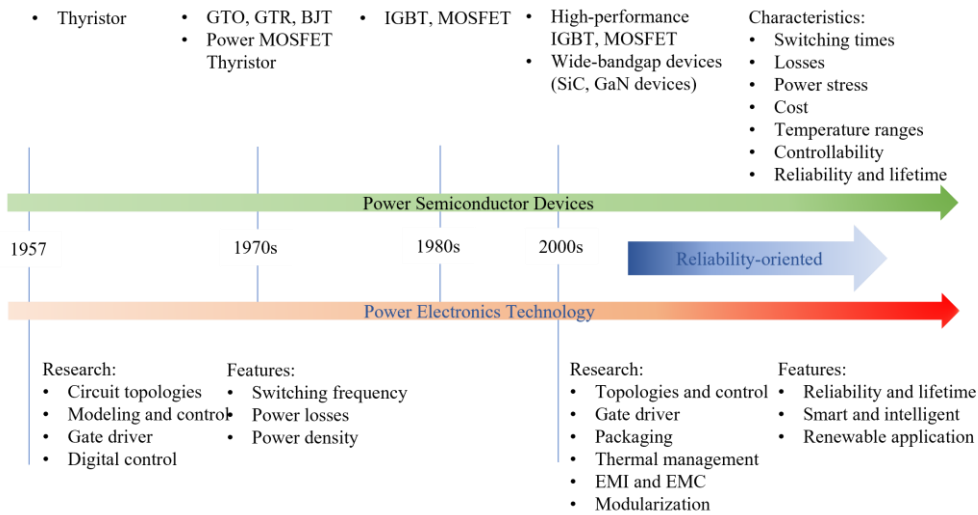 • Thyristor
• GTO, GTR, BJT
• Power MOSFET
Thyristor
• IGBT, MOSFET
• High-performance
IGBT, MOSFET
• Wide-bandgap devices
(SiC, GaN devices)
Characteristics:
• Switching times
• Losses
• Power stress
• Cost
• Temperature ranges
• Controllability
• Reliability and lifetime
Power Semiconductor Devices
1957
1970s
1980s
2000s
Reliability-oriented
Power Electronics Technology
Research:
• Circuit topologies
• Modeling and control
• Gate driver
• Digital control
Features:
• Switching frequency
• Power losses
• Power density
Research:
• Topologies and control
• Gate driver
• Packaging
• Thermal management
• EMI and EMC
• Modularization
Features:
• Reliability and lifetime
• Smart and intelligent
• Renewable application